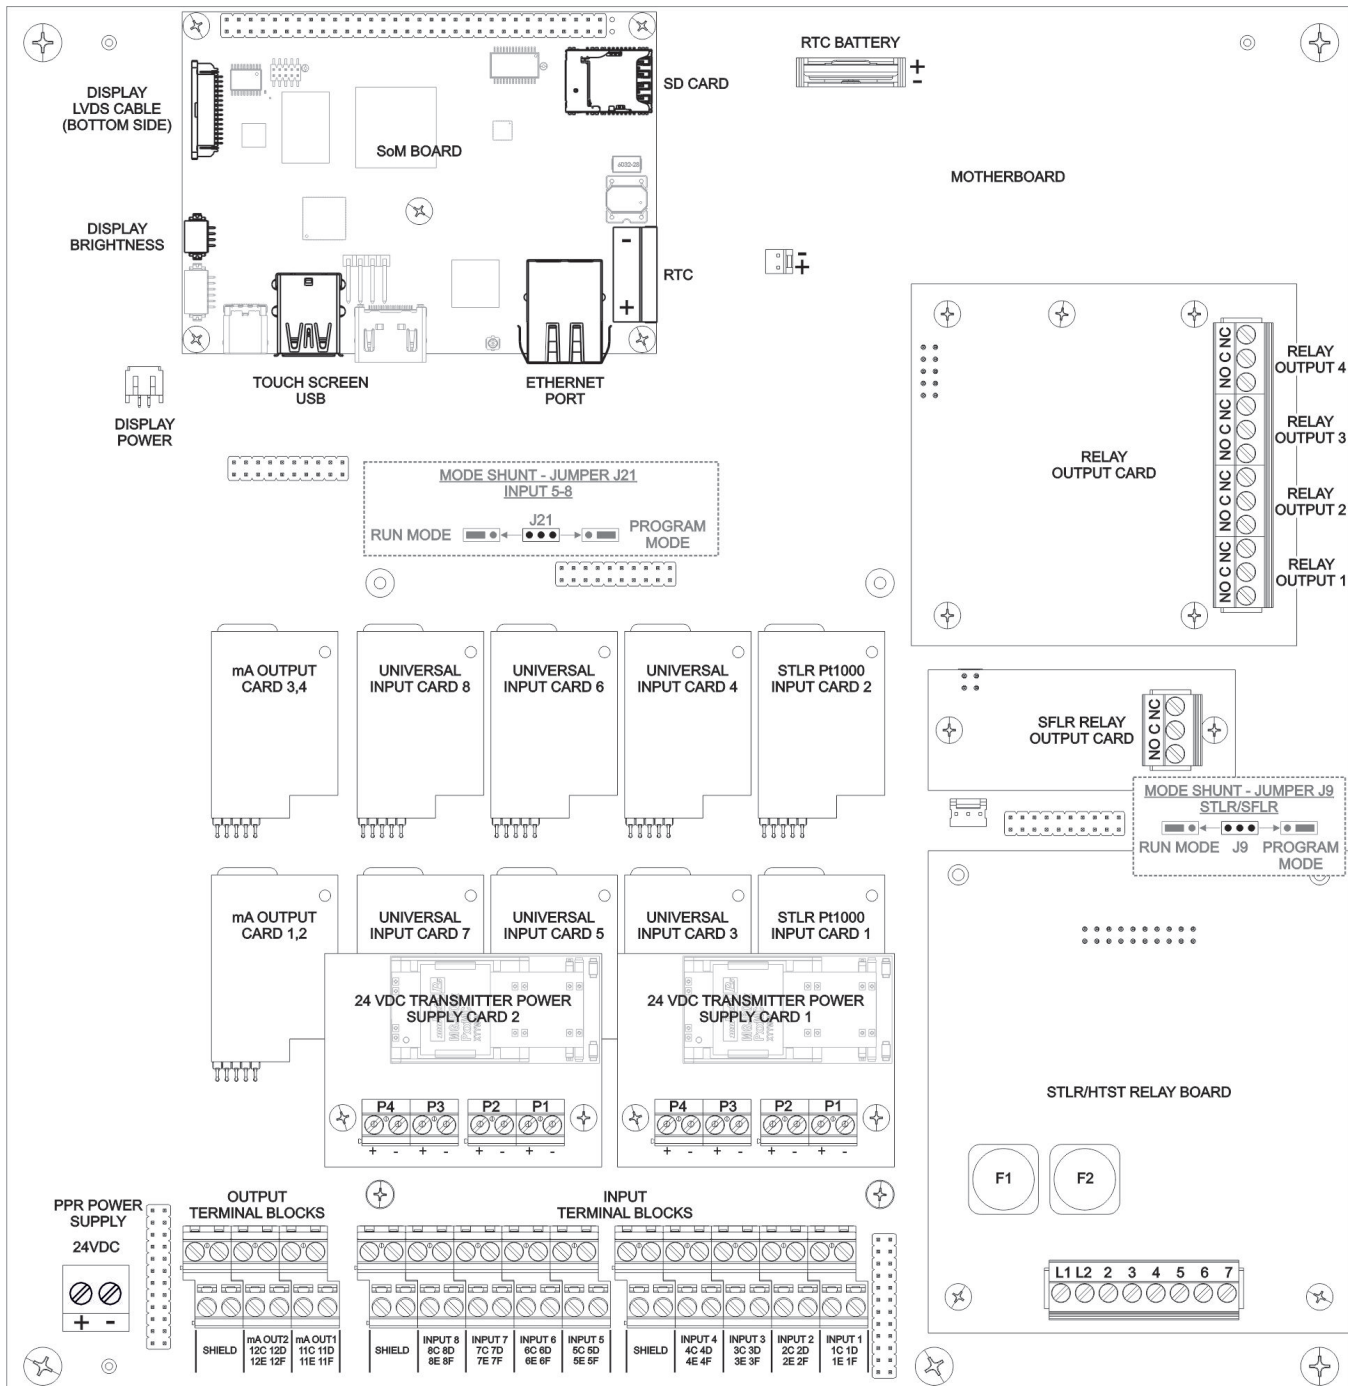 RTC BATTERY
+
-
DISPLAY
LVDS CABLE
(BOTTOM SIDE)
SD CARD
SoM BOARD
6032-28
MOTHERBOARD
DISPLAY
BRIGHTNESS
-
RTC
+
-
+
TOUCH SCREEN
USB
ETHERNET
PORT
DISPLAY
POWER
NO C NC
RELAY
OUTPUT 4
NO C NC
RELAY
OUTPUT 3
RELAY
OUTPUT CARD
NO C NC
RELAY
OUTPUT 2
NO C NC
RELAY
OUTPUT 1
MODE SHUNT - JUMPER J21
INPUT 5-8
J21
RUN MODE
PROGRAM
MODE
mA OUTPUT
CARD 3,4
UNIVERSAL
INPUT CARD 8
UNIVERSAL
INPUT CARD 6
UNIVERSAL
INPUT CARD 4
STLR Pt1000
INPUT CARD 2
SFLR RELAY
OUTPUT CARD
NO C NC
MODE SHUNT - JUMPER J9
STLR/SFLR
RUN MODE J9 PROGRAM
MODE
mA OUTPUT
CARD 1,2
UNIVERSAL
INPUT CARD 7
UNIVERSAL
INPUT CARD 5
UNIVERSAL
INPUT CARD 3
STLR Pt1000
INPUT CARD 1
24 VDC TRANSMITTER POWER
SUPPLY CARD 2
24 VDC TRANSMITTER POWER
SUPPLY CARD 1
P4 P3 P2 P1
+ - + - + - + -
P4 P3 P2 P1
+ - + - + - + -
STLR/HTST RELAY BOARD
F1
F2
PPR POWER
SUPPLY
24VDC
+ -
OUTPUT
TERMINAL BLOCKS
INPUT
TERMINAL BLOCKS
L1 L2 2 3 4 5 6 7
SHIELD
mA OUT2
12C 12D
12E 12F
mA OUT1
11C 11D
11E 11F
SHIELD
INPUT 8
8C 8D
8E 8F
INPUT 7
7C 7D
7E 7F
INPUT 6
6C 6D
6E 6F
INPUT 5
5C 5D
5E 5F
SHIELD
INPUT 4
4C 4D
4E 4F
INPUT 3
3C 3D
3E 3F
INPUT 2
2C 2D
2E 2F
INPUT 1
1C 1D
1E 1F